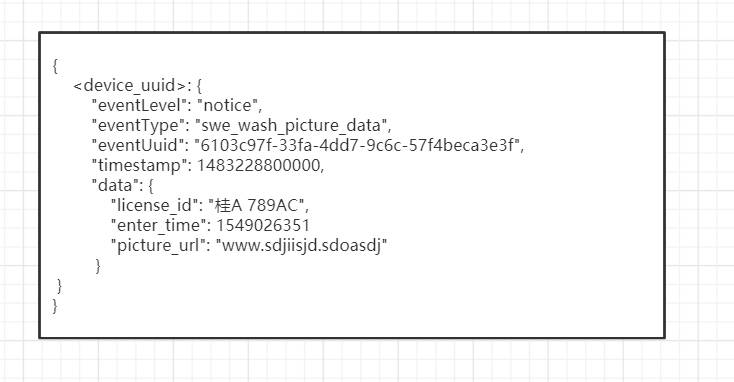 {
<device_uuid>: {
"eventLevel": "notice",
"eventType": "swe_wash_picture_data",
"eventUuid": "6103c97f-33fa-4dd7-9c6c-57f4beca3e3f",
"timestamp": 1483228800000,
"data": {
"license_id": "桂A 789AC",
"enter_time": 1549026351
"picture_url": "www.sdjiisjd.sdoasdj"
}
}
}